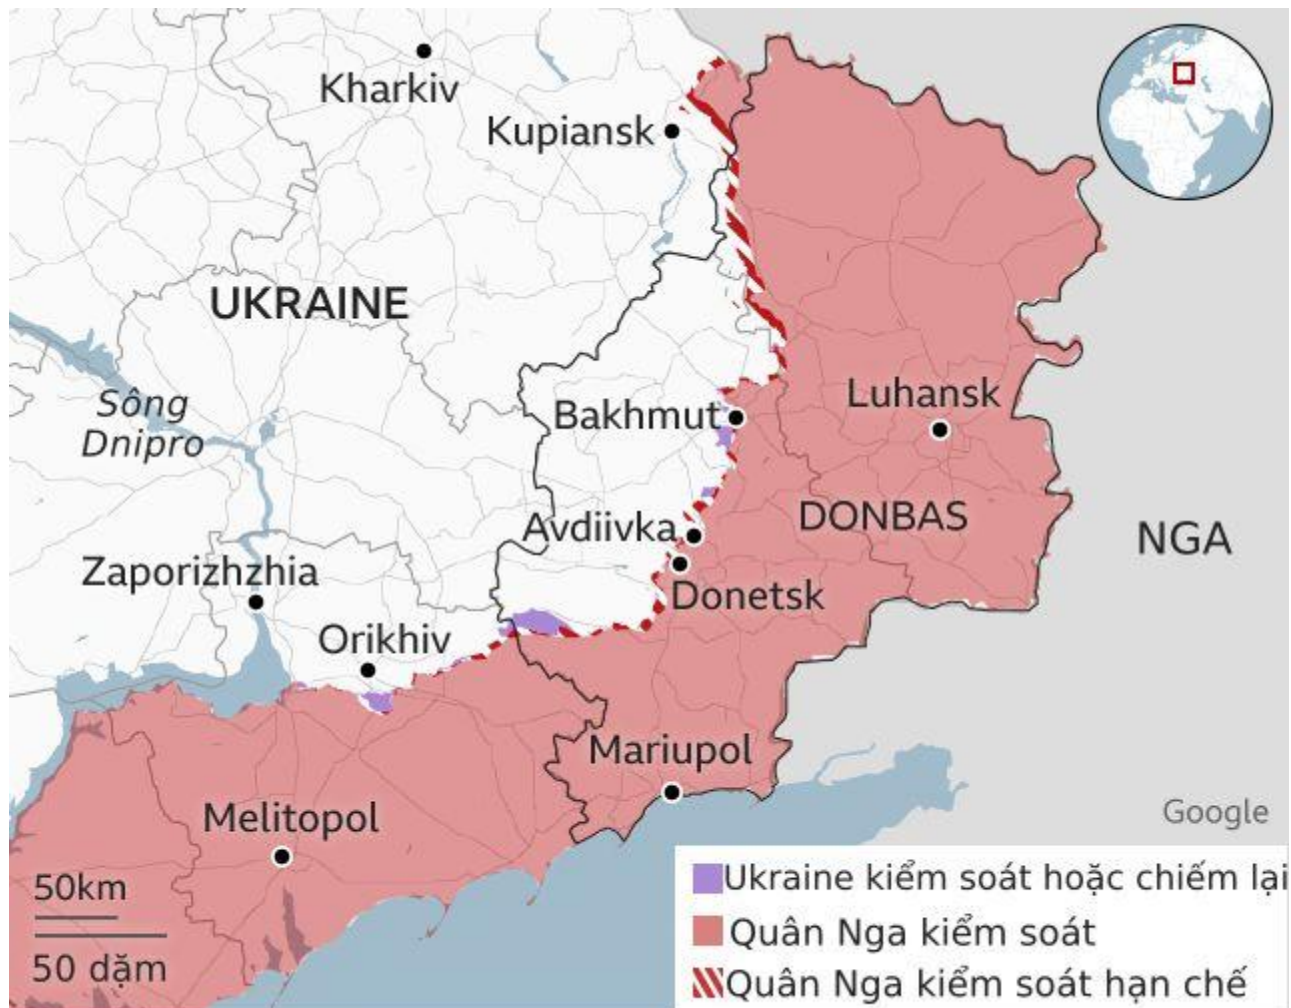 Kharkiv
Kupiansk
UKRAINE
Sông
Dnipro
Bakhmut
Luhansk
Avdiivka
DONBAS
NGA
Zaporizhzhia
Donetsk
Orikhiv
Mariupol
Melitopol
Google
50km
50 dặm
Ukraine kiểm soát hoặc chiếm lại
Quân Nga kiểm soát
Quân Nga kiểm soát hạn chế